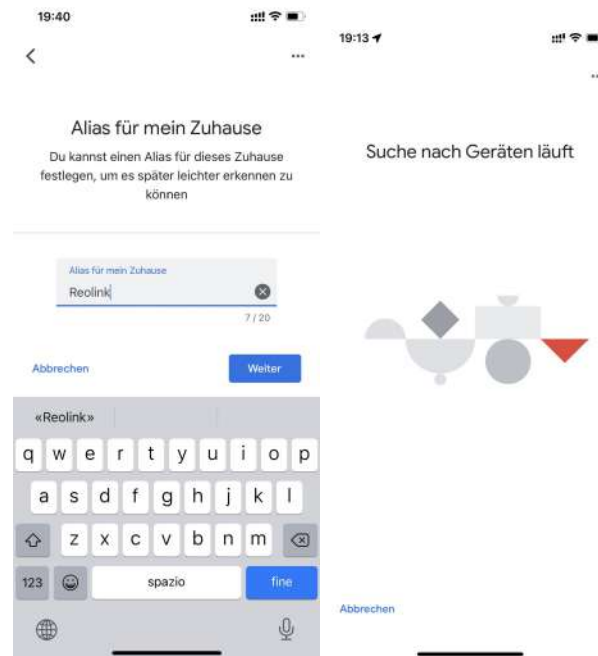 19:40
Alias für mein Zuhause
Du kannst einen Alias für dieses Zuhause
festlegen, um es später leichter erkennen zu
können
Alias für mein Zuhause
Reolink
7 / 20
Abbrechen
Weiter
«Reolink»
q w e r t y u i o p
a s d f g h j k l
z x c v b n m
123
spazio
fine
19:13
Suche nach Geräten läuft
Abbrechen